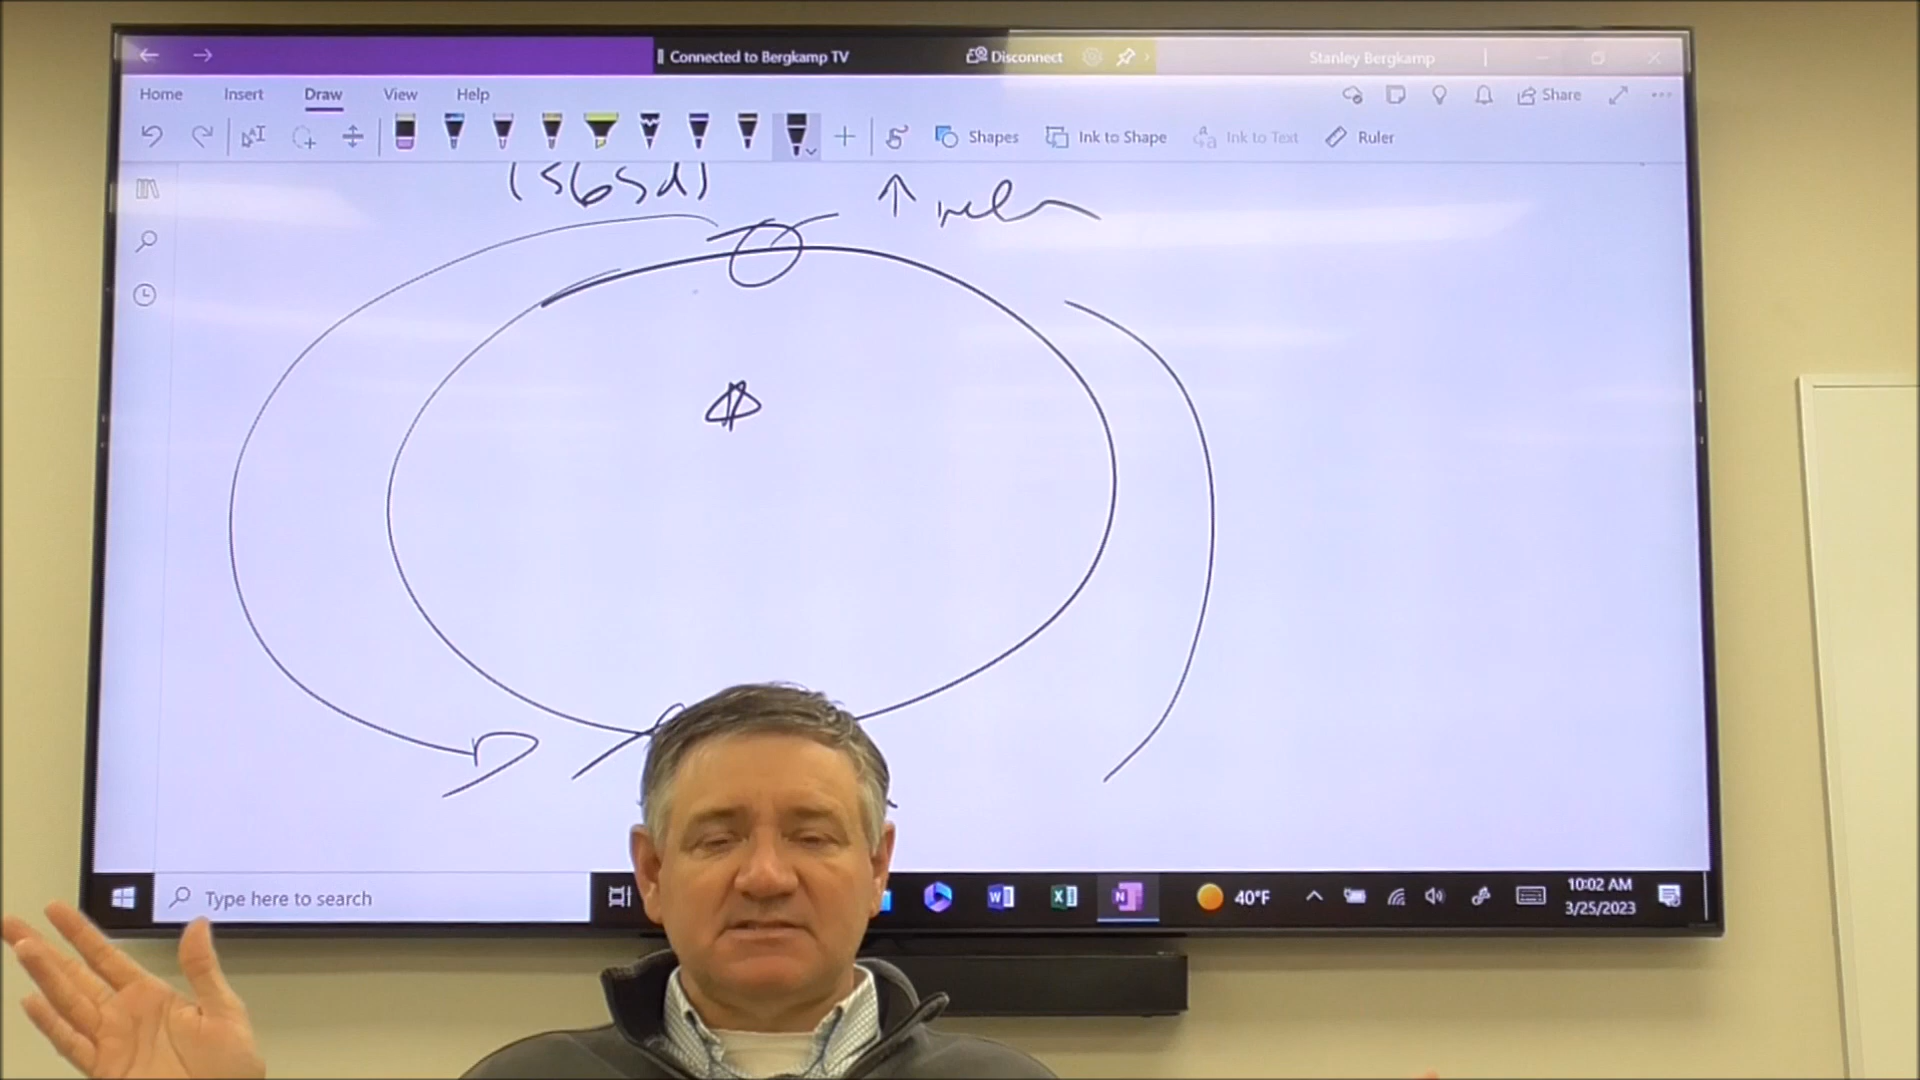 Connected to Bergkamp TV
Disconnect
Stanley Bergkamp
Home Insert Draw View Help
Share
Shapes Ink to Shape Ink to Text Ruler
Type here to search
40°F
10:02 AM
3/25/2023